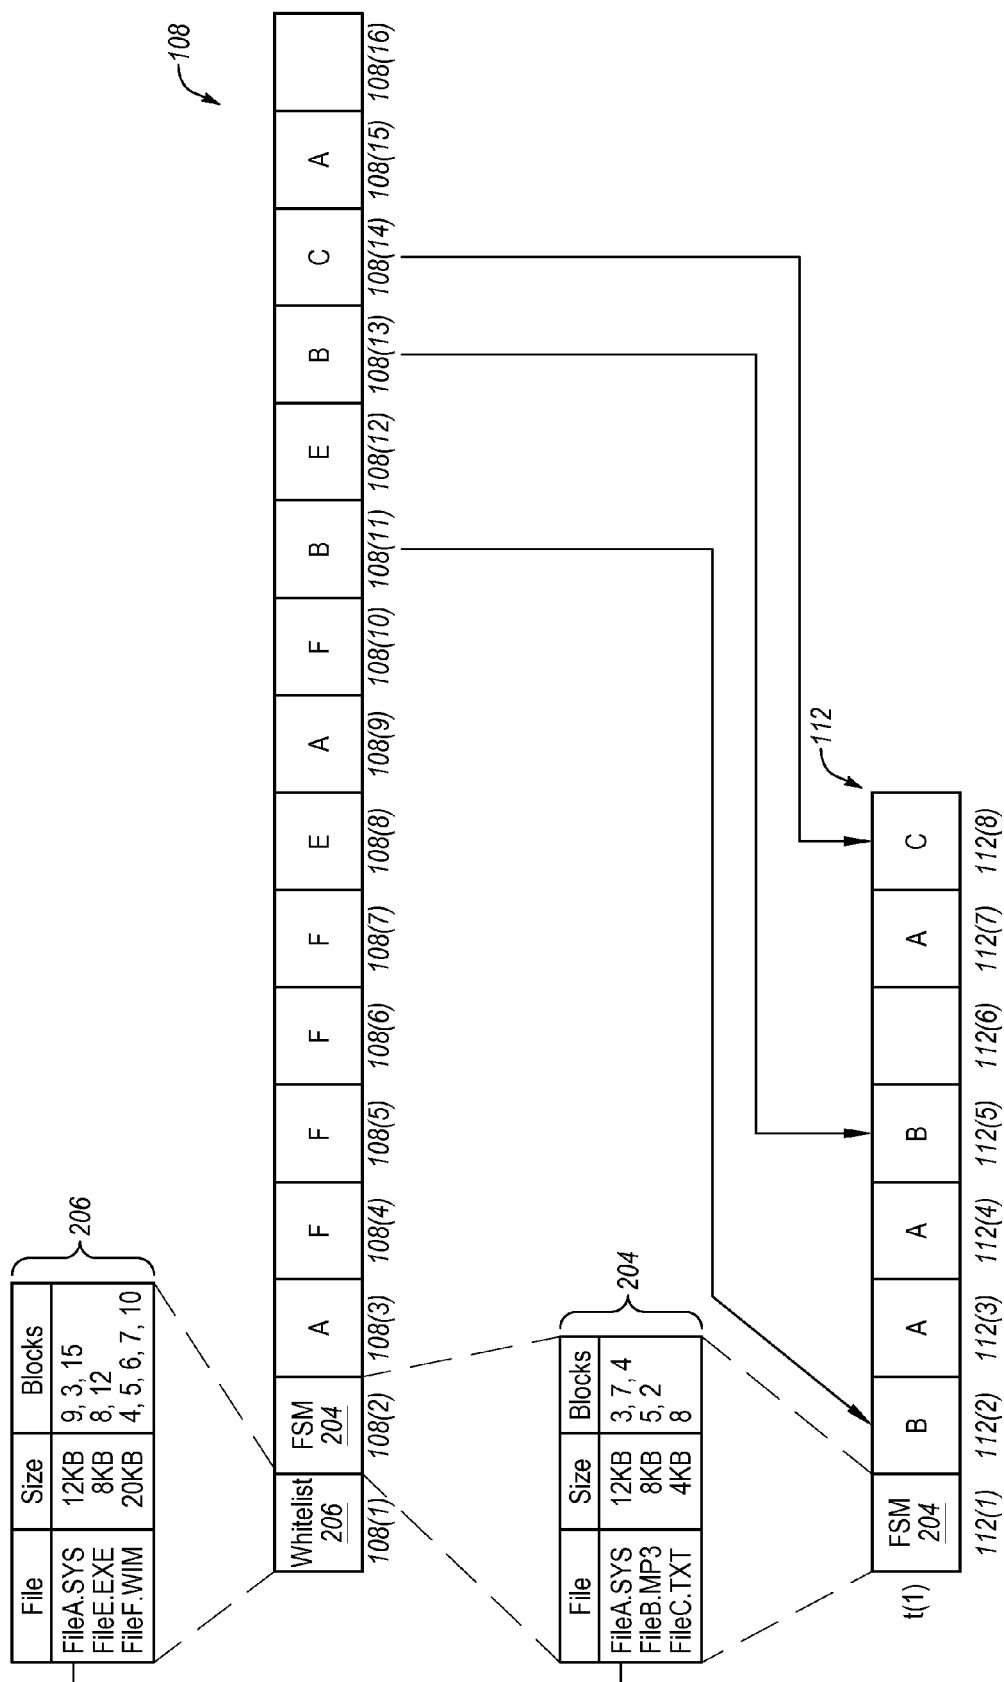 File Size Blocks
FileA.SYS 12KB 9, 3, 15
FileE.EXE 8KB 8, 12
FileF.WIM 20KB 4, 5, 6, 7, 10
206
108
Whitelist 206
FSM 204
A
F
F
F
F
E
A
F
B
E
B
C
A
108(1) 108(2) 108(3) 108(4) 108(5) 108(6) 108(7) 108(8) 108(9) 108(10) 108(11) 108(12) 108(13) 108(14) 108(15) 108(16)
File Size Blocks
FileA.SYS 12KB 3, 7, 4
FileB.MP3 8KB 5, 2
FileC.TXT 4KB 8
204
112
t(1)
FSM 204
B
A
A
B
A
C
112(1) 112(2) 112(3) 112(4) 112(5) 112(6) 112(7) 112(8)